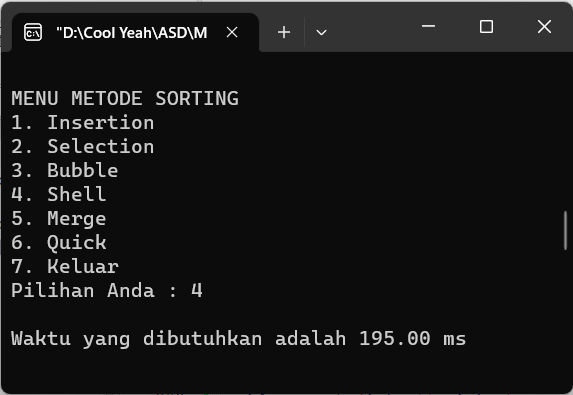 "D:\Cool Yeah\ASD\M
MENU METODE SORTING
1. Insertion
2. Selection
3. Bubble
4. Shell
5. Merge
6. Quick
7. Keluar
Pilihan Anda : 4
Waktu yang dibutuhkan adalah 195.00 ms